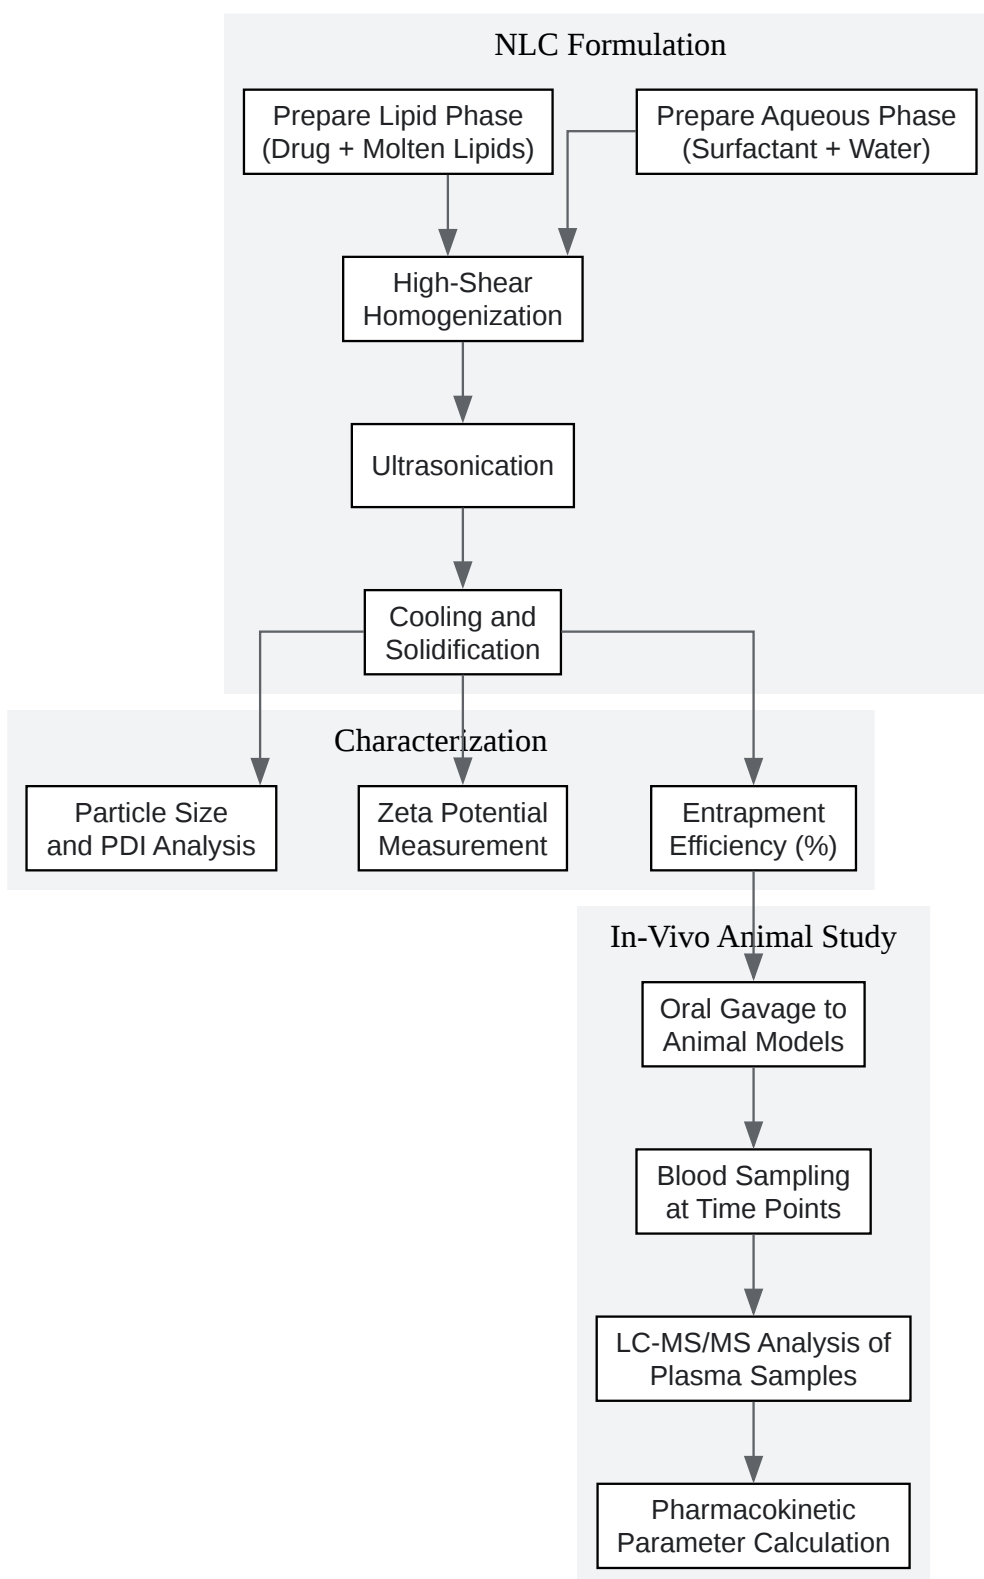 NLC Formulation
Prepare Lipid Phase
(Drug + Molten Lipids)
Prepare Aqueous Phase
(Surfactant + Water)
High-Shear
Homogenization
Ultrasonication
Cooling and
Solidification
Characterization
Particle Size
and PDI Analysis
Zeta Potential
Measurement
Entrapment
Efficiency (%)
In-Vivo Animal Study
Oral Gavage to
Animal Models
Blood Sampling
at Time Points
LC-MS/MS Analysis of
Plasma Samples
Pharmacokinetic
Parameter Calculation